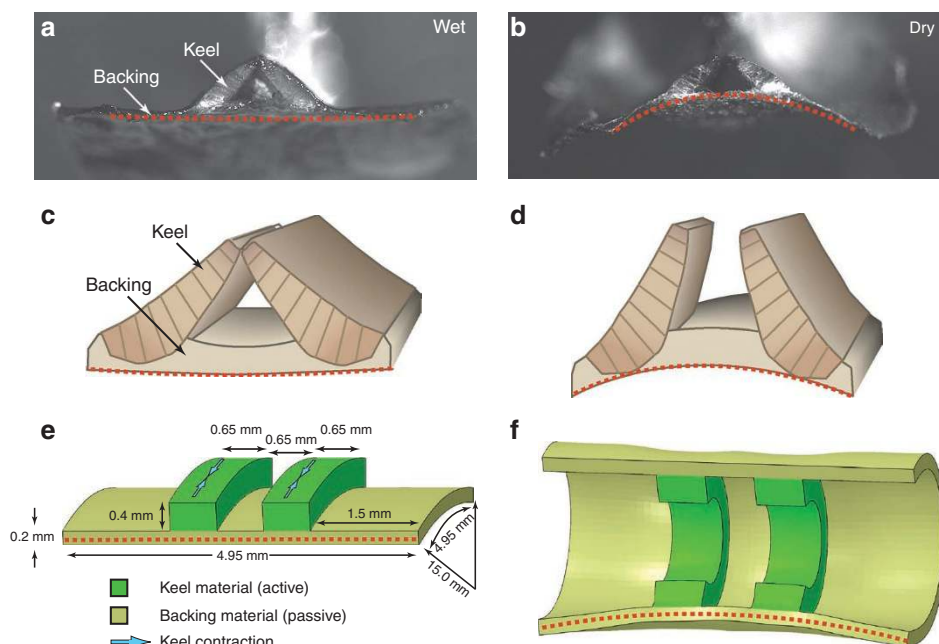 a
Wet
Keel
Backing
b
Dry
c
Keel
Backing
d
e
0.65 mm
0.65 mm
0.65 mm
0.4 mm
1.5 mm
0.2 mm
4.95 mm
4.95 mm
15.0 mm
Keel material (active)
Backing material (passive)
Keel contraction
f